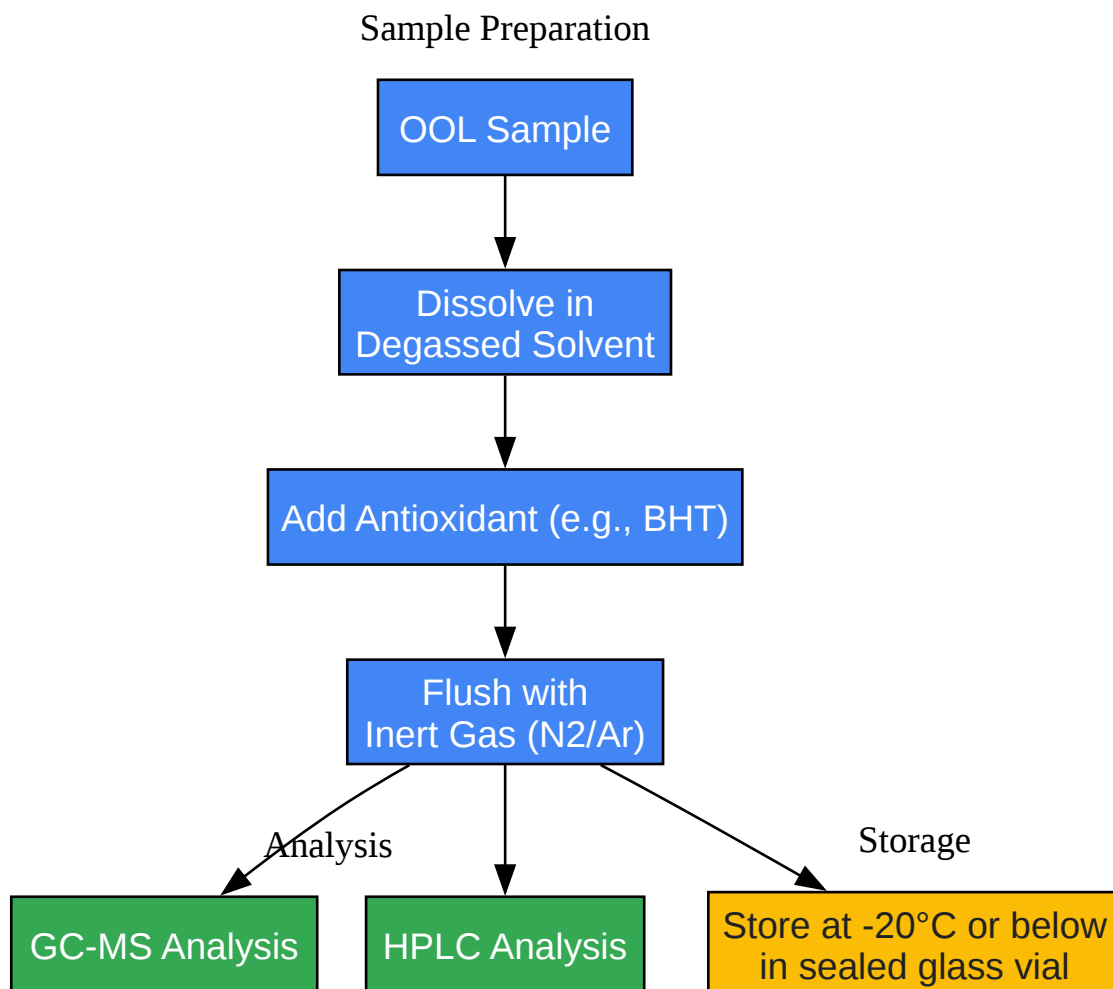 Sample Preparation
OOL Sample
Dissolve in
Degassed Solvent
Add Antioxidant (e.g., BHT)
Flush with
Inert Gas (N2/Ar)
Analysis
Storage
GC-MS Analysis
HPLC Analysis
Store at -20°C or below
in sealed glass vial